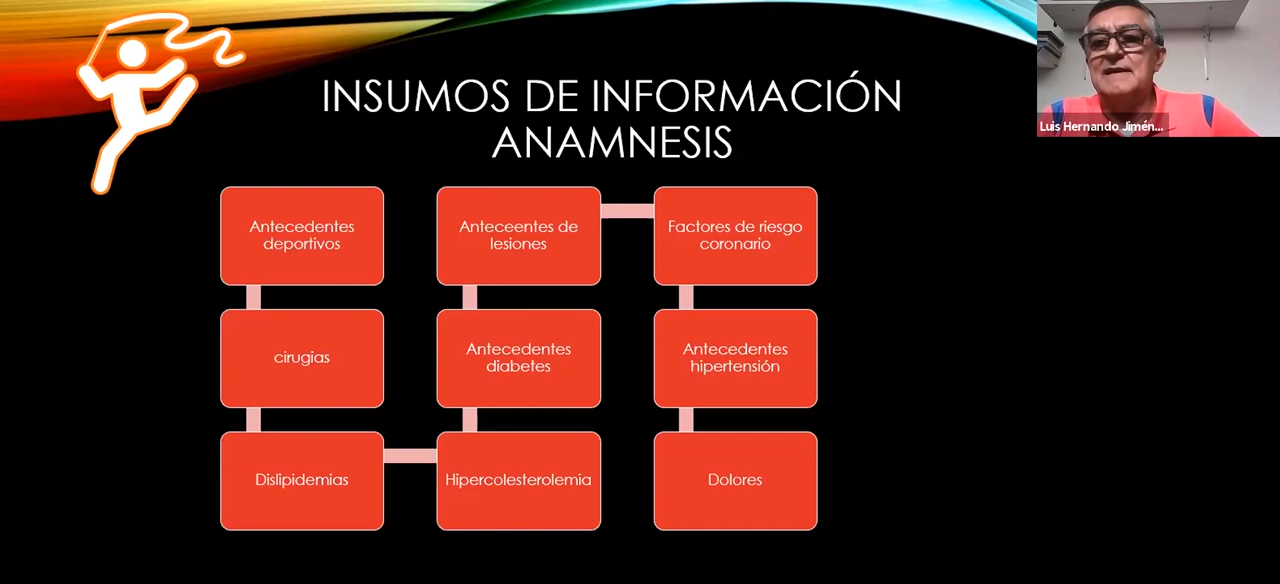 INSUMOS DE INFORMACIÓN
ANAMNESIS
Luis Hernando Jimén...
Antecedentes
deportivos
cirugias
Dislipidemias
Hipercolesterolemia
Antecedentes
diabetes
Anteceentes de
lesiones
Factores de riesgo
coronario
Antecedentes
hipertensión
Dolores